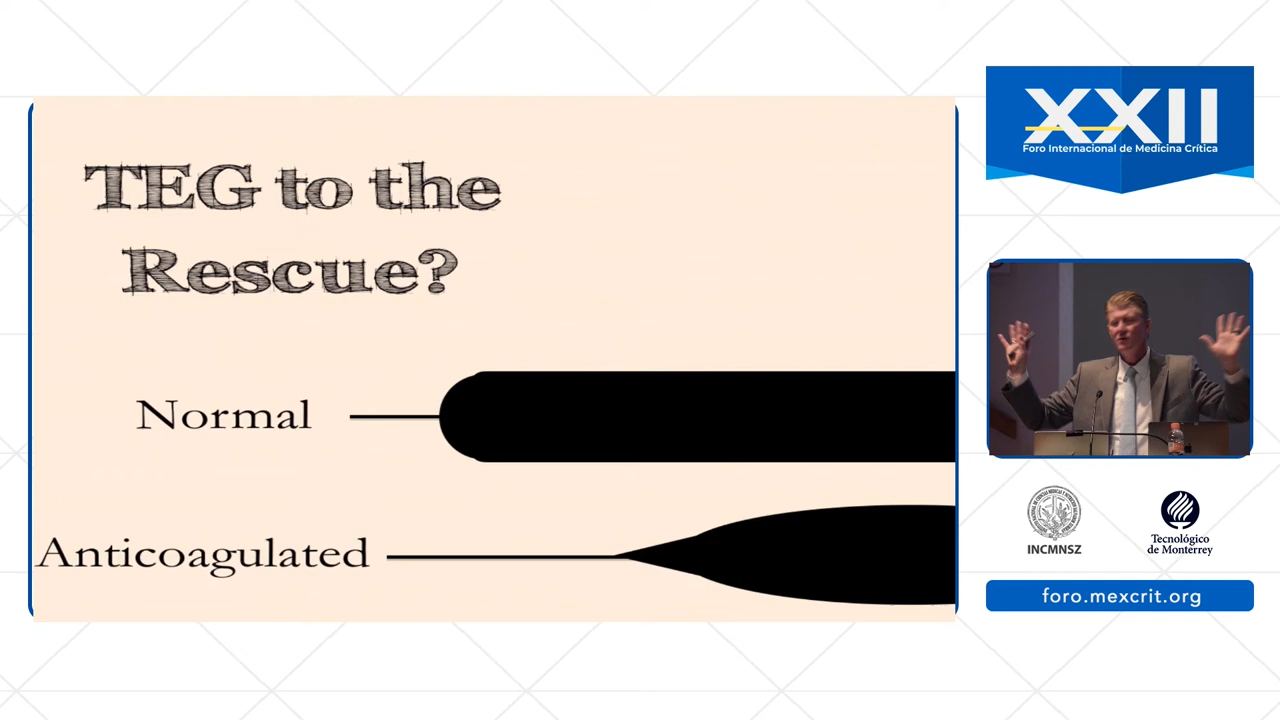 TEG to the
Rescue?
Normal
Anticoagulated
XXII
Foro Internacional de Medicina Crítica
INCMNSZ
Tecnológico
de Monterrey
foro.mexcrit.org